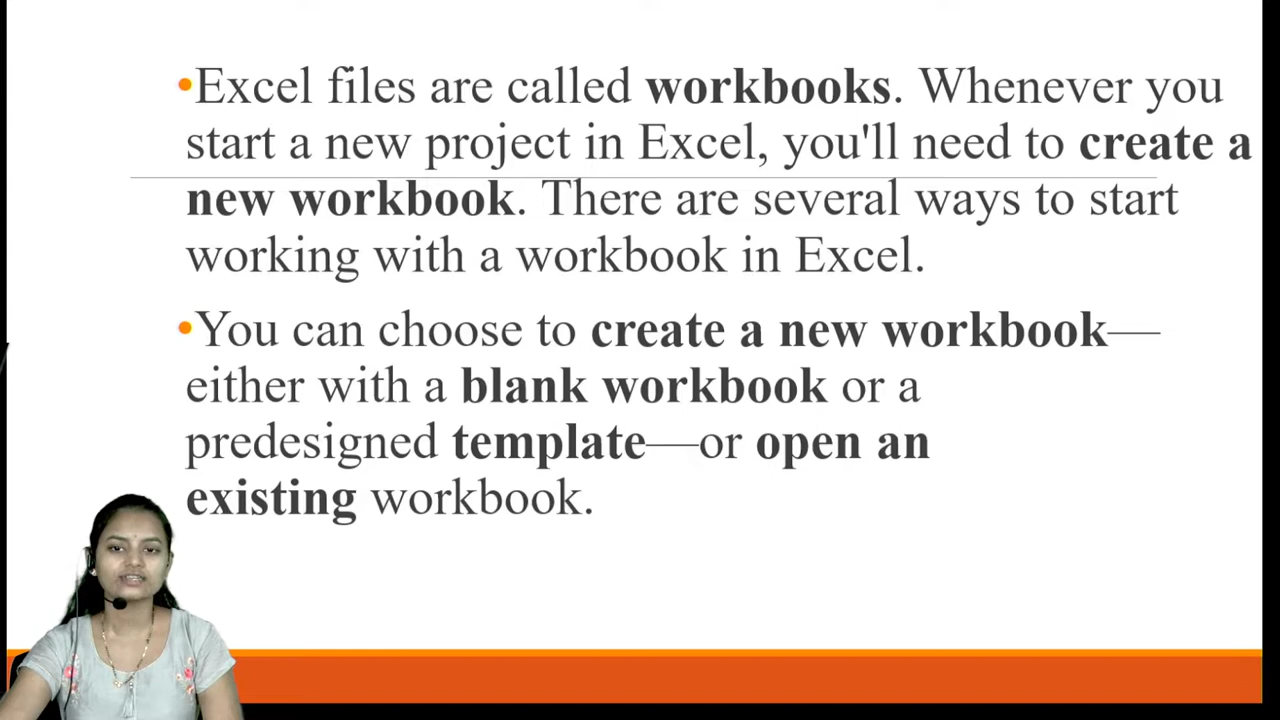 •Excel files are called workbooks. Whenever you
start a new project in Excel, you'll need to create a
new workbook. There are several ways to start
working with a workbook in Excel.
•You can choose to create a new workbook—
either with a blank workbook or a
predesigned template—or open an
existing workbook.